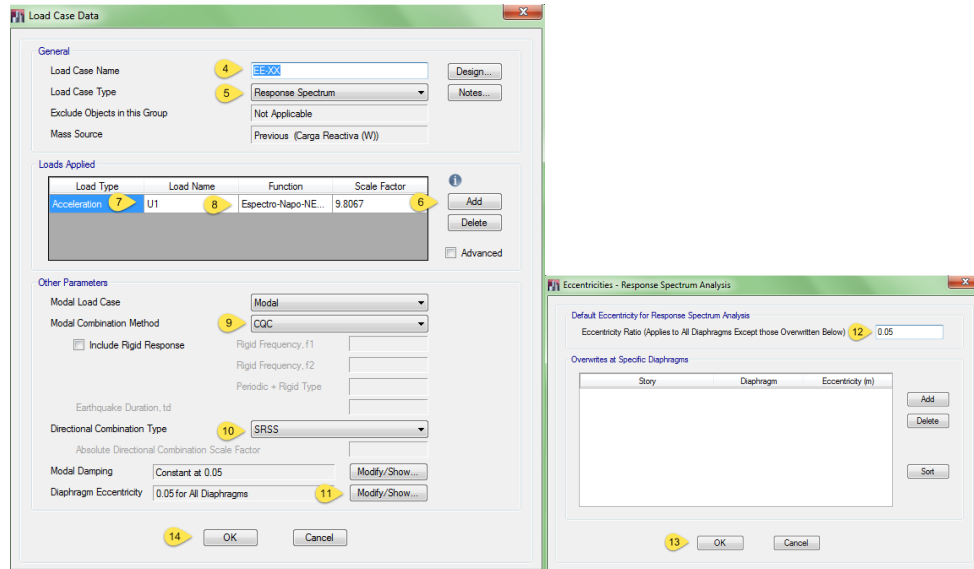 Load Case Data
General
Load Case Name 4 EE-XX Design...
Load Case Type 5 Response Spectrum Notes...
Exclude Objects in this Group Not Applicable
Mass Source Previous (Carga Reactiva (W))
Loads Applied
Load Type Load Name Function Scale Factor
Acceleration 7 U1 8 Espectro-Napo-NE... 9.8067 6 Add
Delete
Advanced
Other Parameters
Modal Load Case Modal
Modal Combination Method 9 CQC
Include Rigid Response Rigid Frequency, f1
Rigid Frequency, f2
Periodic + Rigid Type
Earthquake Duration, td
Directional Combination Type 10 SRSS
Absolute Directional Combination Scale Factor
Modal Damping Constant at 0.05 Modify/Show...
Diaphragm Eccentricity 0.05 for All Diaphragms 11 Modify/Show...
14 OK Cancel
Eccentricities - Response Spectrum Analysis
Default Eccentricity for Response Spectrum Analysis
Eccentricity Ratio (Applies to All Diaphragms Except those Overwritten Below) 12 0.05
Overwrites at Specific Diaphragms
Story Diaphragm Eccentricity (m)
Add
Delete
Sort
13 OK Cancel